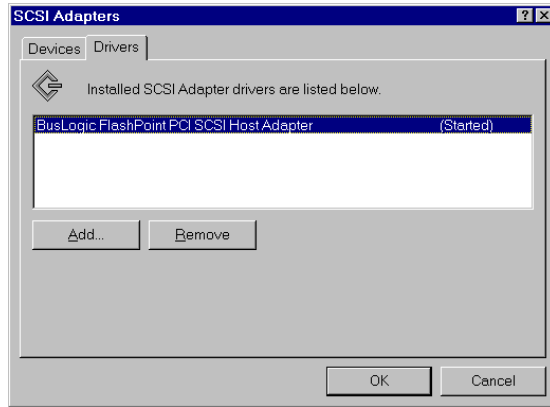 SCSI Adapters
Devices Drivers
Installed SCSI Adapter drivers are listed below.
BusLogic FlashPoint PCI SCSI Host Adapter (Started)
Add... Remove
OK Cancel